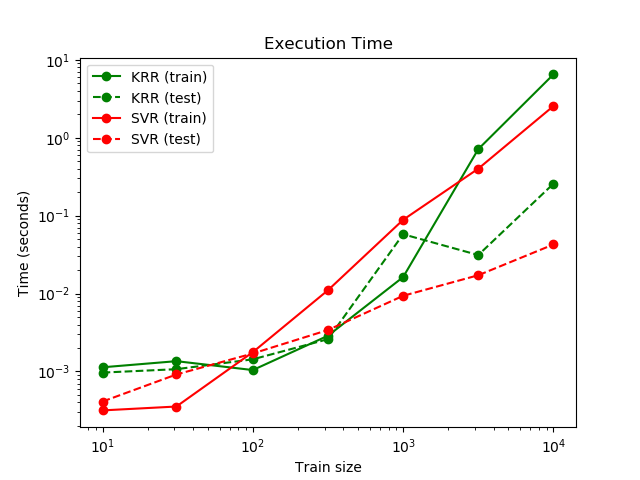 Execution Time
KRR (train)
KRR (test)
SVR (train)
SVR (test)
10¹
10⁰
10⁻¹
10⁻²
10⁻³
Time (seconds)
10¹ 10² 10³ 10⁴
Train size